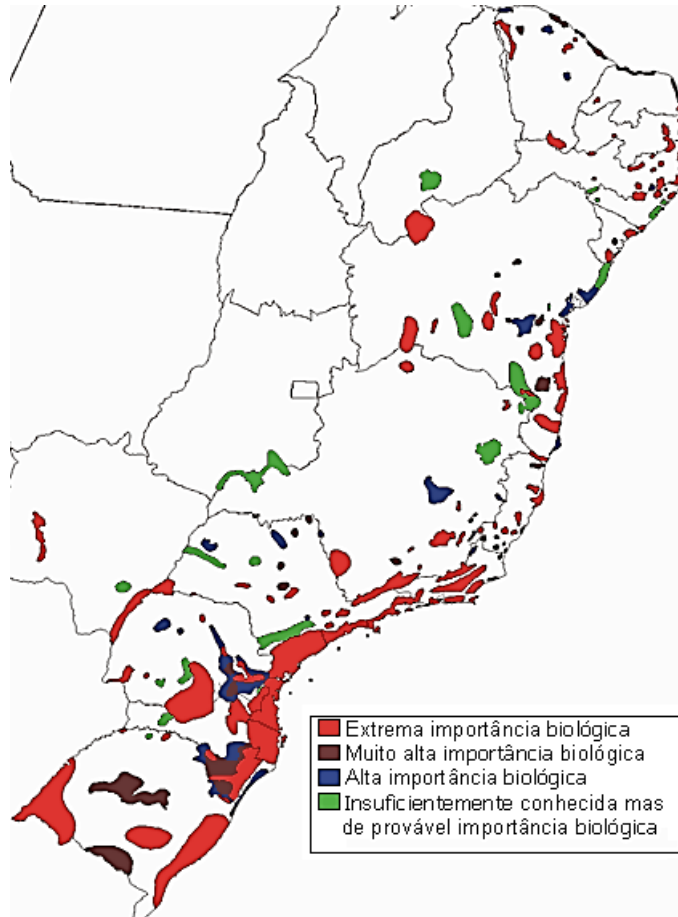 Extrema importância biológica
Muito alta importância biológica
Alta importância biológica
Insuficientemente conhecida mas
de provável importância biológica